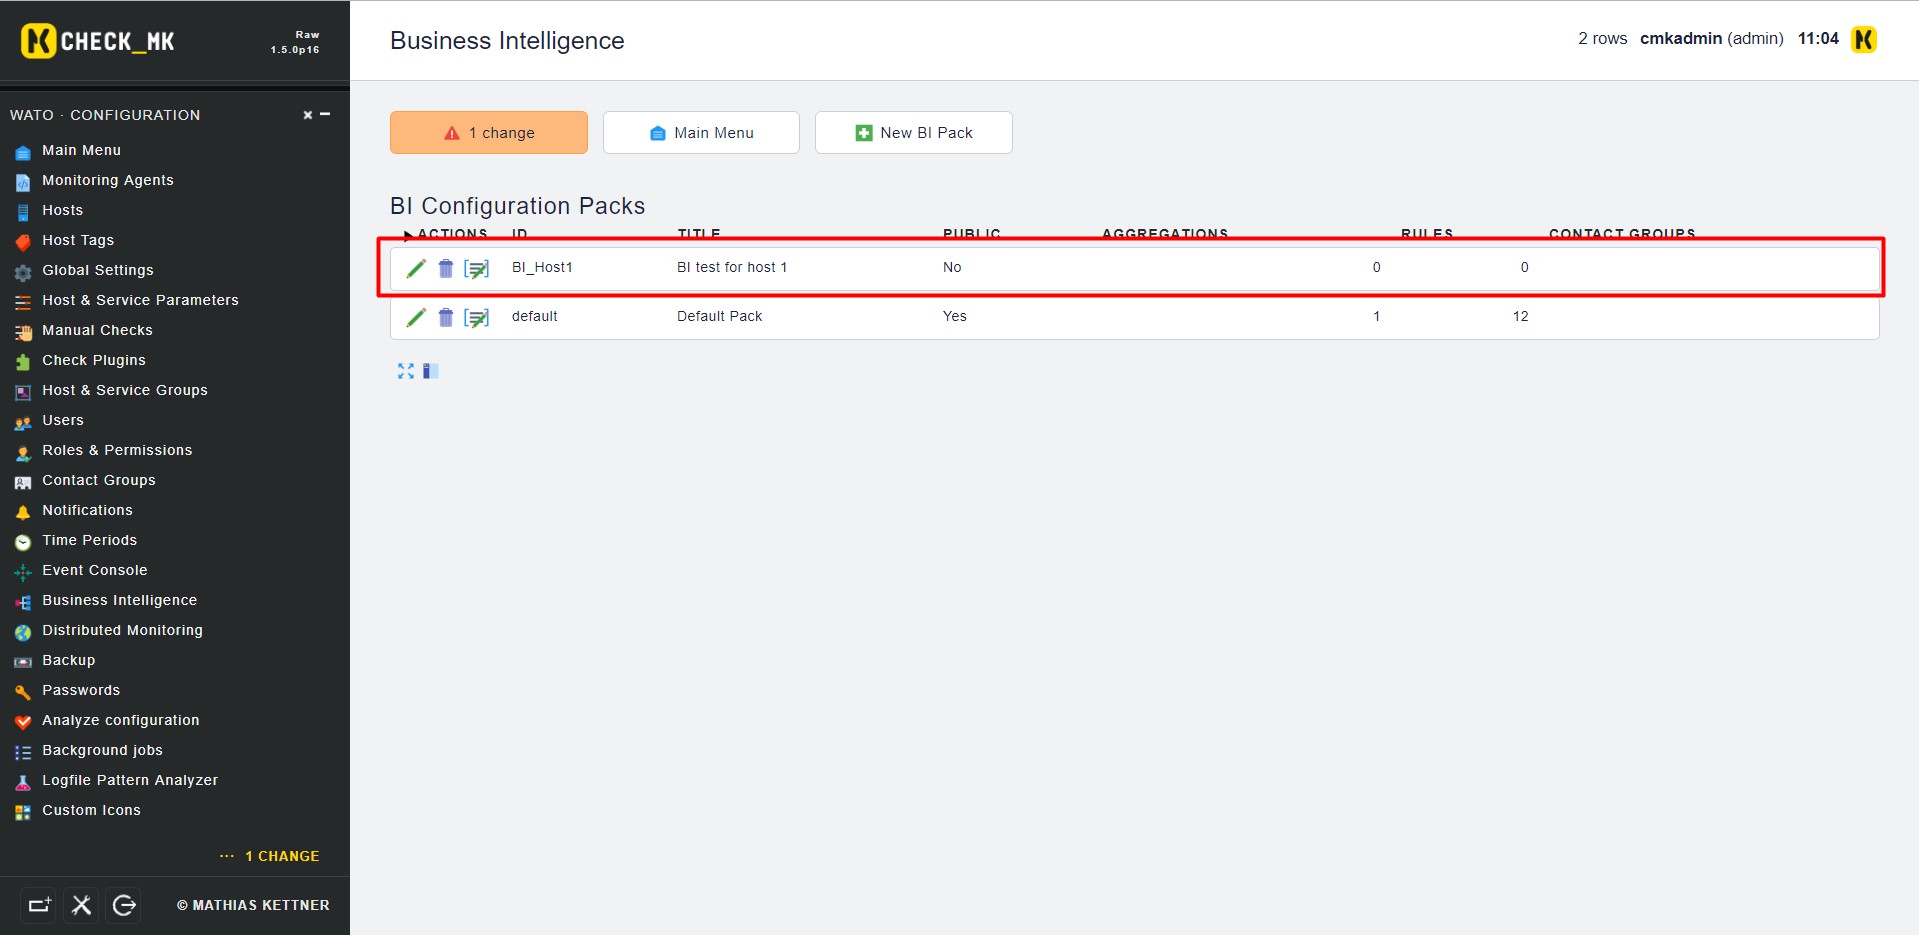 CHECK_MK
Raw
1.5.0p16
Business Intelligence
2 rows cmkadmin (admin) 11:04
WATO · CONFIGURATION
Main Menu
Monitoring Agents
Hosts
Host Tags
Global Settings
Host & Service Parameters
Manual Checks
Check Plugins
Host & Service Groups
Users
Roles & Permissions
Contact Groups
Notifications
Time Periods
Event Console
Business Intelligence
Distributed Monitoring
Backup
Passwords
Analyze configuration
Background jobs
Logfile Pattern Analyzer
Custom Icons
··· 1 CHANGE
© MATHIAS KETTNER
1 change
Main Menu
New BI Pack
BI Configuration Packs
ACTIONS ID TITLE PUBLIC AGGREGATIONS RULES CONTACT GROUPS
BI_Host1 BI test for host 1 No 0 0
default Default Pack Yes 1 12